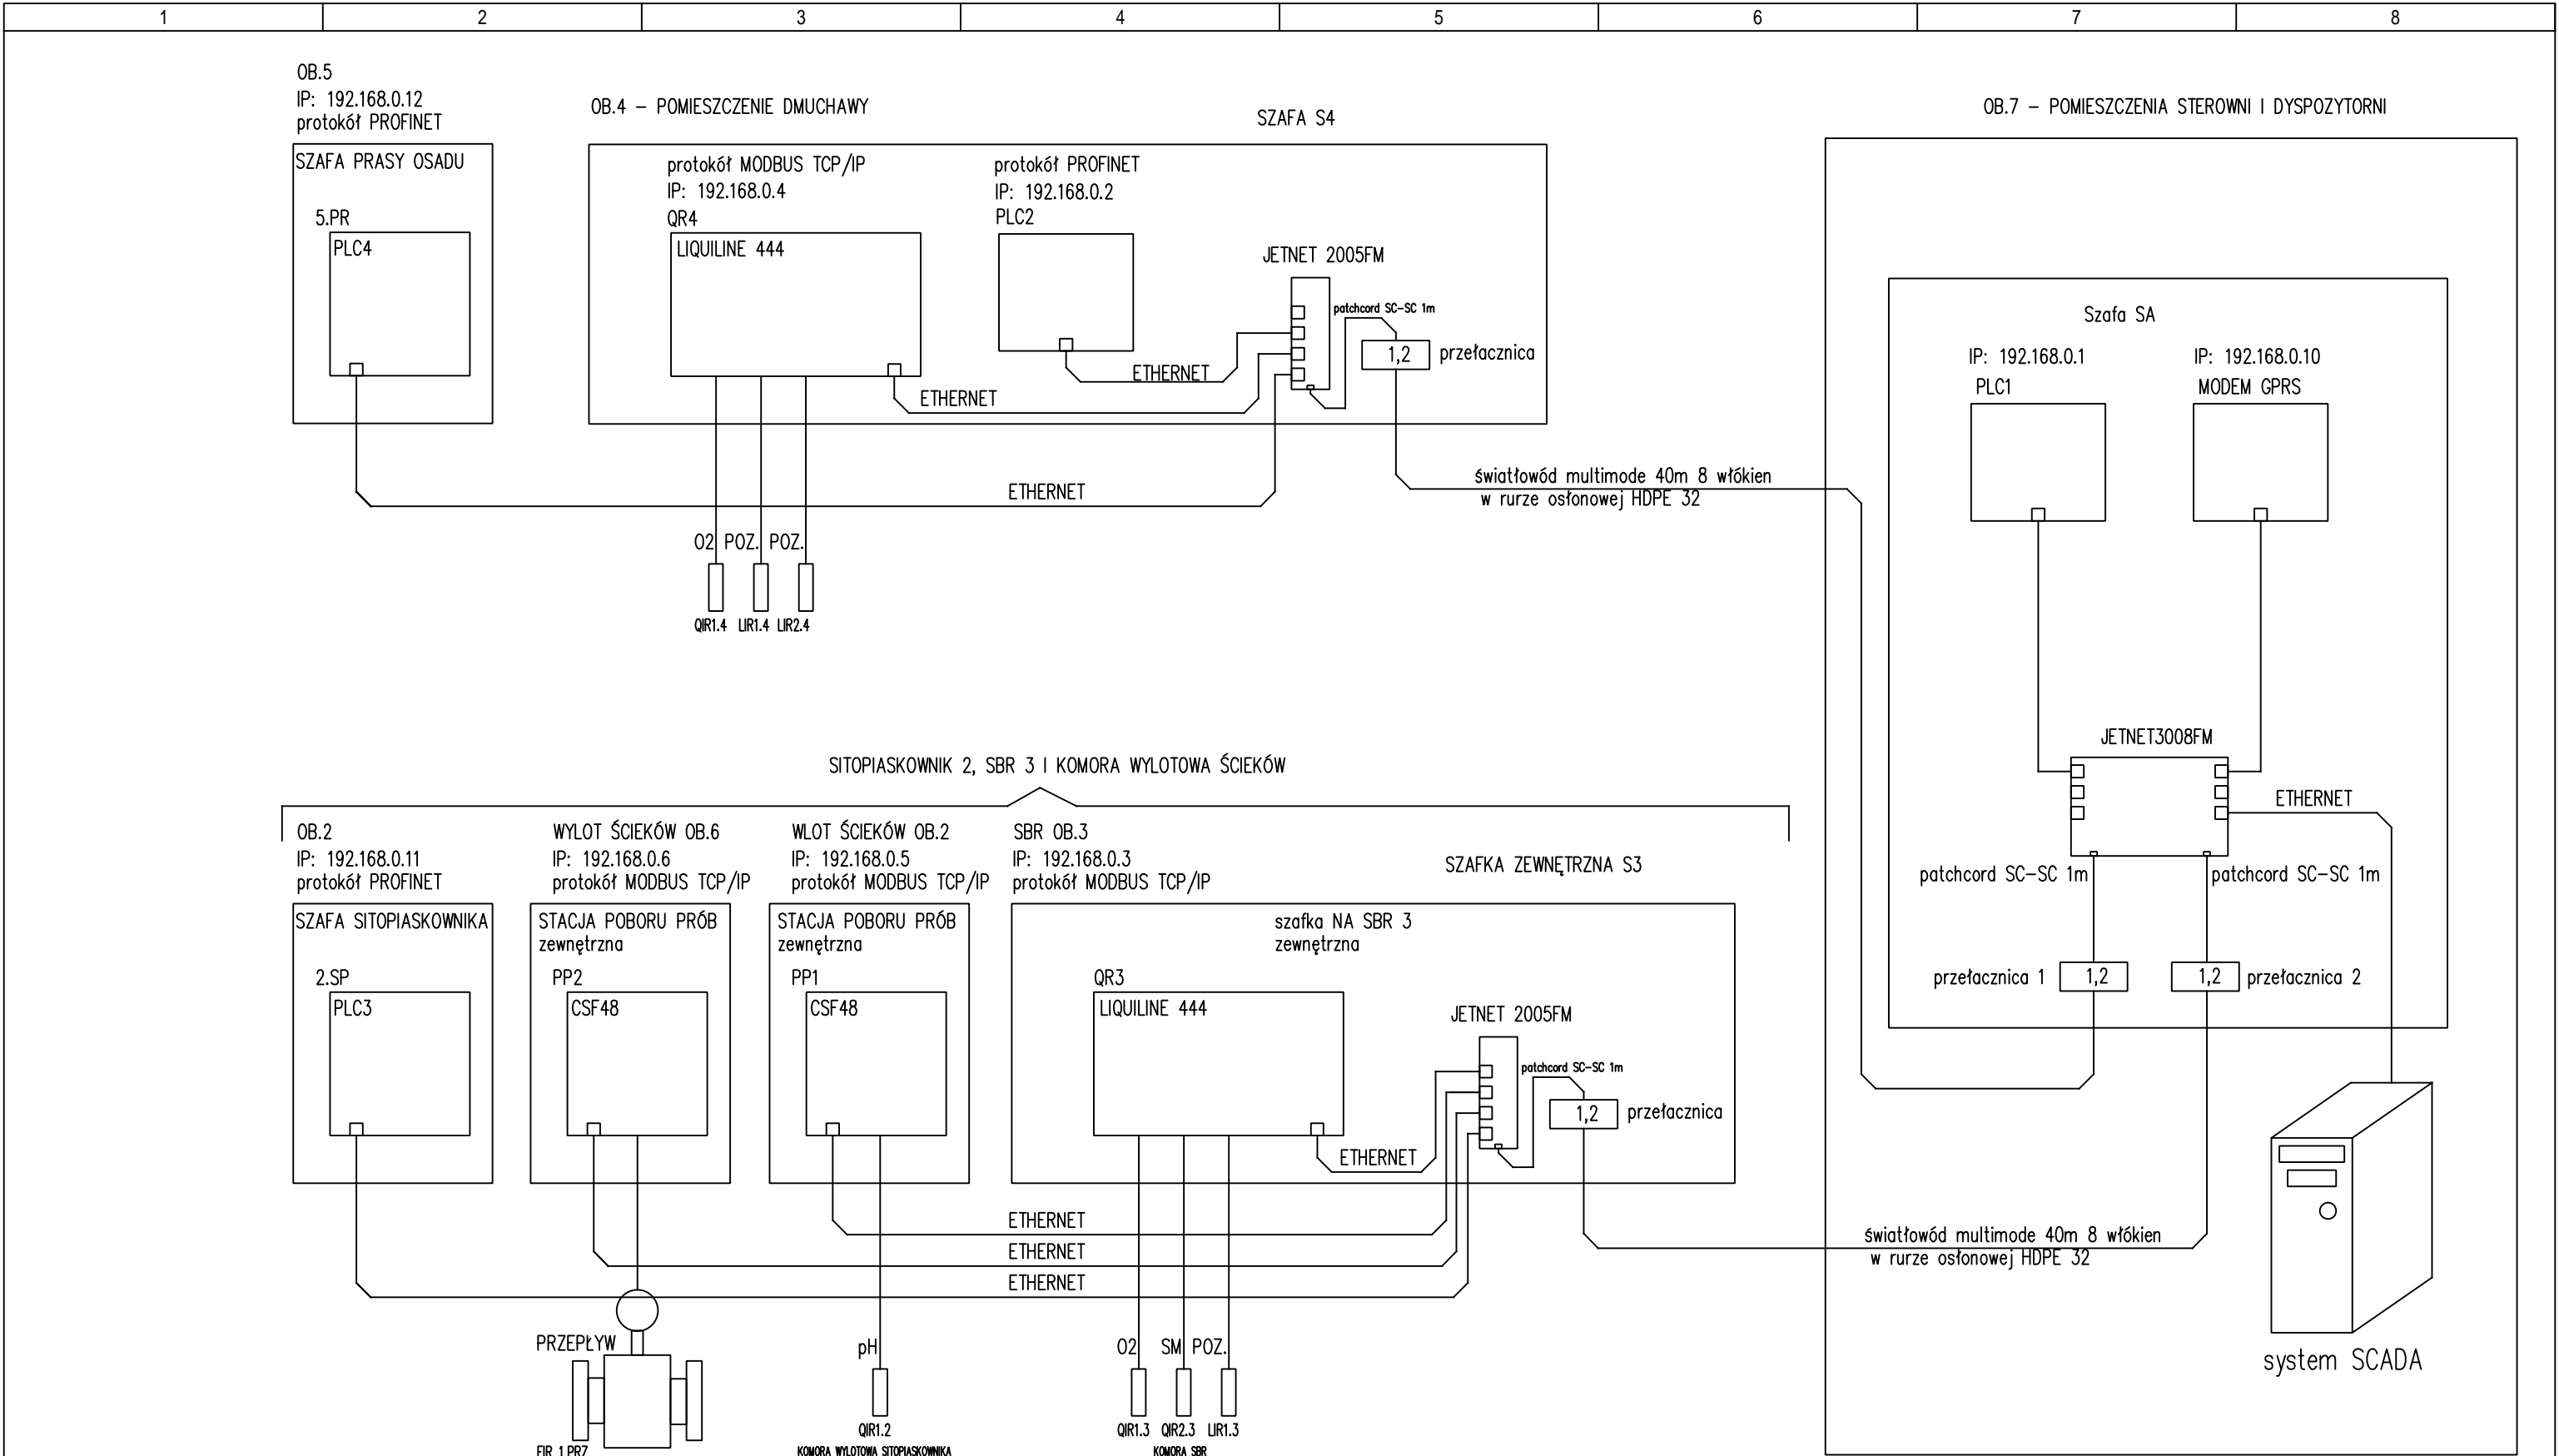 1 2 3 4 5 6 7 8
OB.5
IP: 192.168.0.12
protokół PROFINET
SZAFA PRASY OSADU
5.PR
PLC4
OB.4 – POMIESZCZENIE DMUCHAWY
SZAFA S4
protokół MODBUS TCP/IP
IP: 192.168.0.4
QR4
LIQUILINE 444
protokół PROFINET
IP: 192.168.0.2
PLC2
JETNET 2005FM
patchcord SC–SC 1m
1,2
przełacznica
ETHERNET
ETHERNET
ETHERNET
O2 POZ. POZ.
QIR1.4 LIR1.4 LIR2.4
światłowód multimode 40m 8 włókien
w rurze osłonowej HDPE 32
OB.7 – POMIESZCZENIA STEROWNI I DYSPOZYTORNI
Szafa SA
IP: 192.168.0.1
PLC1
IP: 192.168.0.10
MODEM GPRS
JETNET3008FM
ETHERNET
patchcord SC–SC 1m
patchcord SC–SC 1m
przełacznica 1
1,2
1,2
przełacznica 2
system SCADA
SITOPIASKOWNIK 2, SBR 3 I KOMORA WYLOTOWA ŚCIEKÓW
OB.2
IP: 192.168.0.11
protokół PROFINET
SZAFA SITOPIASKOWNIKA
2.SP
PLC3
WYLOT ŚCIEKÓW OB.6
IP: 192.168.0.6
protokół MODBUS TCP/IP
STACJA POBORU PRÓB
zewnętrzna
PP2
CSF48
WLOT ŚCIEKÓW OB.2
IP: 192.168.0.5
protokół MODBUS TCP/IP
STACJA POBORU PRÓB
zewnętrzna
PP1
CSF48
SBR OB.3
IP: 192.168.0.3
protokół MODBUS TCP/IP
SZAFKA ZEWNĘTRZNA S3
szafka NA SBR 3
zewnętrzna
QR3
LIQUILINE 444
JETNET 2005FM
patchcord SC–SC 1m
1,2
przełacznica
ETHERNET
ETHERNET
ETHERNET
ETHERNET
światłowód multimode 40m 8 włókien
w rurze osłonowej HDPE 32
PRZEPŁYW
FIR 1.PR7
pH
QIR1.2
KOMORA WYLOTOWA SITOPIASKOWNIKA
O2 SM POZ.
QIR1.3 QIR2.3 LIR1.3
KOMORA SBR